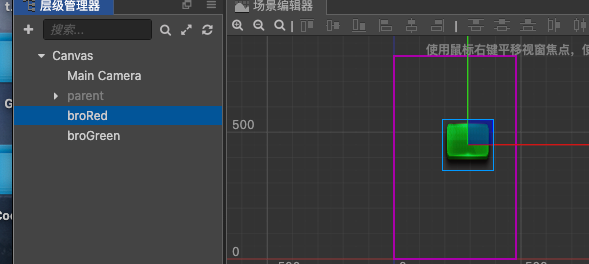 层级管理器
搜索...
Canvas
Main Camera
parent
broRed
broGreen
场景编辑器
使用鼠标右键平移视窗焦点，使
500
0